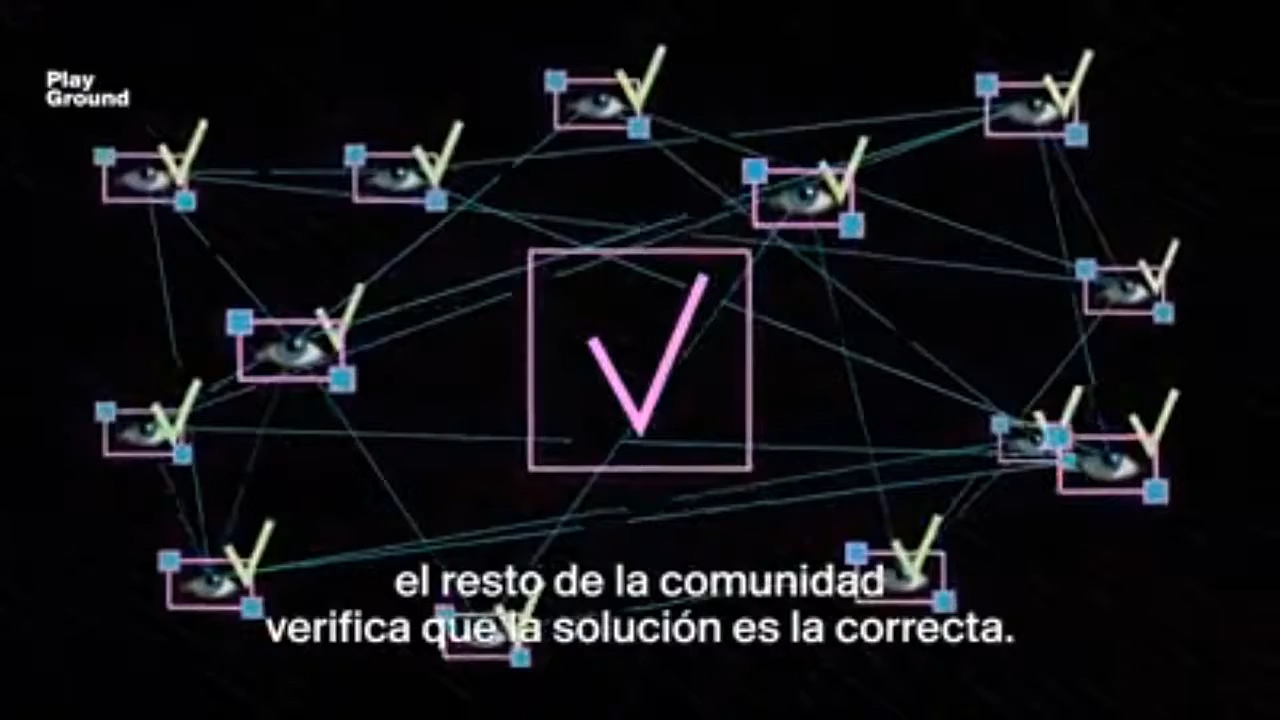 Play
Ground
el resto de la comunidad
verifica que la solución es la correcta.